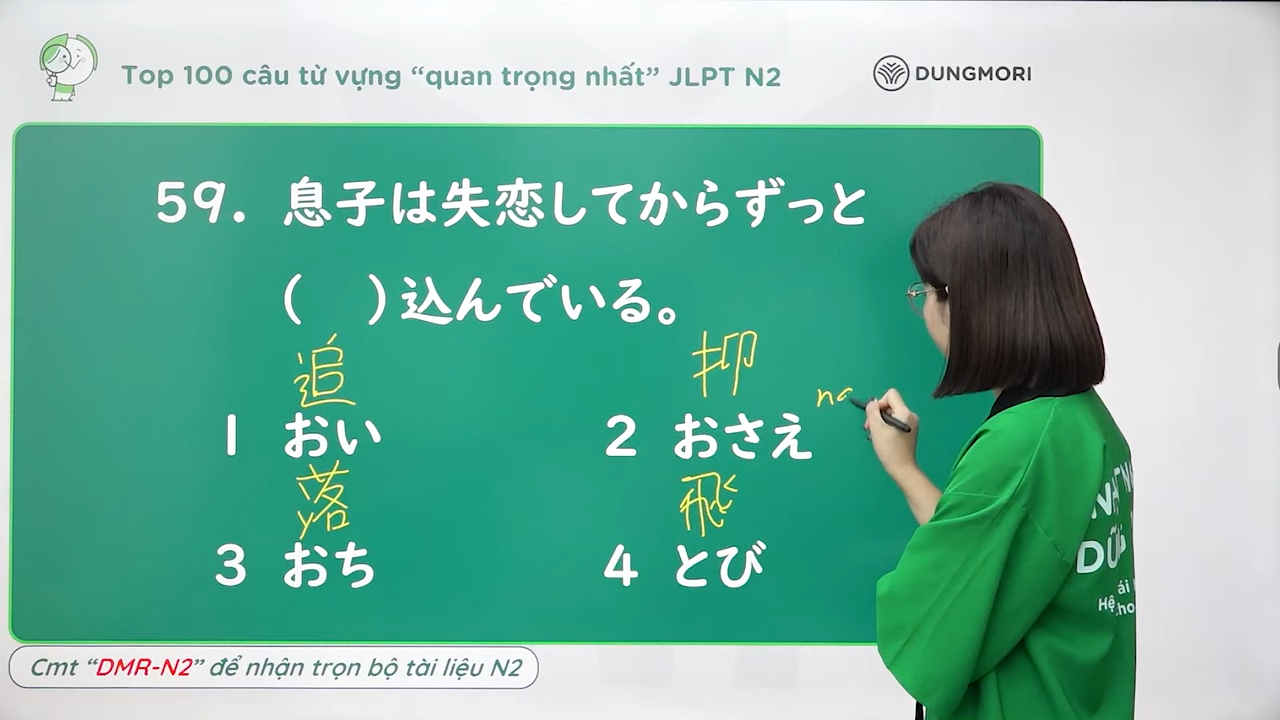 Top 100 câu từ vựng “quan trọng nhất” JLPT N2
DUNGMORI
59. 息子は失恋してからずっと
( )込んでいる。
追
抑
1 おい
2 おさえ
落
飛
3 おち
4 とび
Cmt “DMR-N2” để nhận trọn bộ tài liệu N2
DŨNG
Hệ